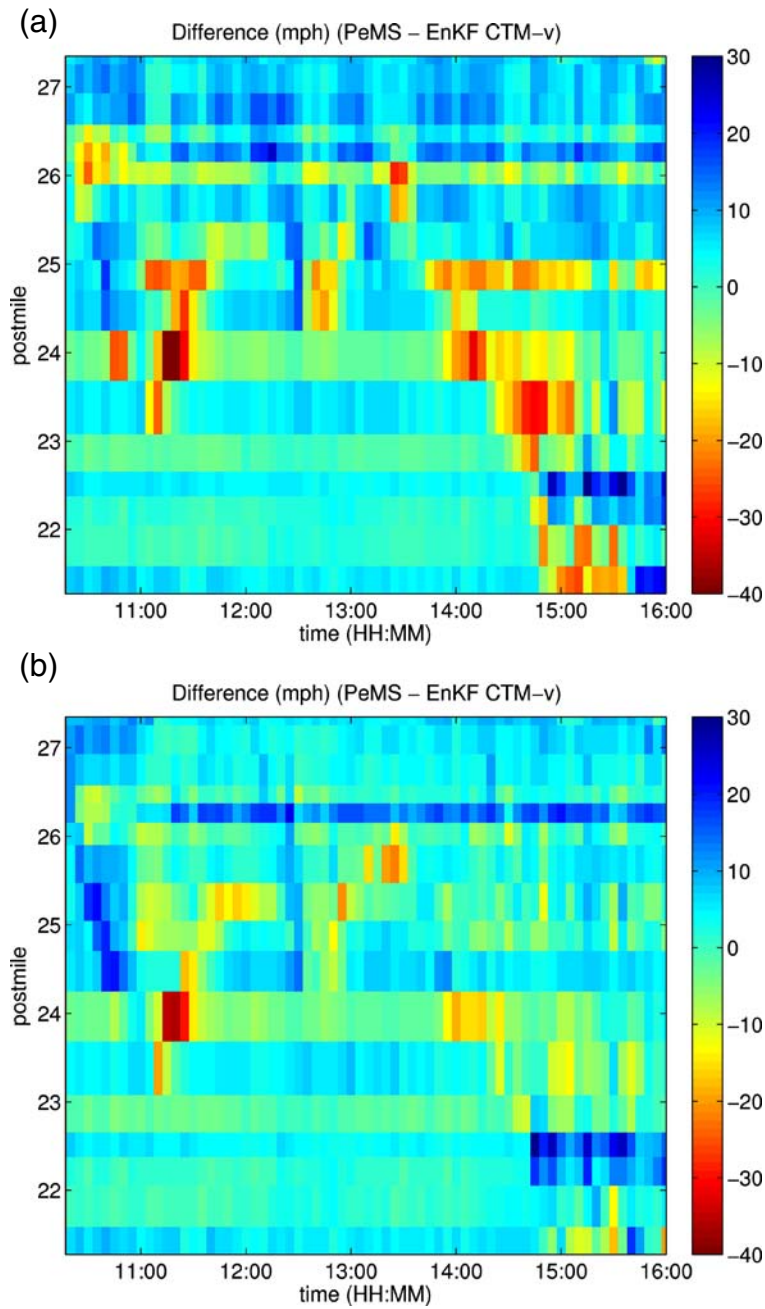 (a)
Difference (mph) (PeMS − EnKF CTM−v)
27
26
25
24
23
22
postmile
11:00 12:00 13:00 14:00 15:00 16:00
time (HH:MM)
30
20
10
0
−10
−20
−30
−40
(b)
Difference (mph) (PeMS − EnKF CTM−v)
27
26
25
24
23
22
postmile
11:00 12:00 13:00 14:00 15:00 16:00
time (HH:MM)
30
20
10
0
−10
−20
−30
−40